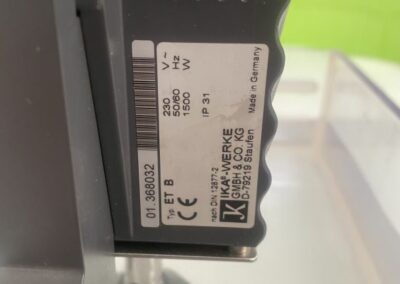 01.368032
Typ ET B
230 V ~
50/60 Hz
1500 W
IP 31
CE
nach DIN 12877-2
IKA®-WERKE
GMBH & CO. KG
D-79219 Staufen
Made in Germany